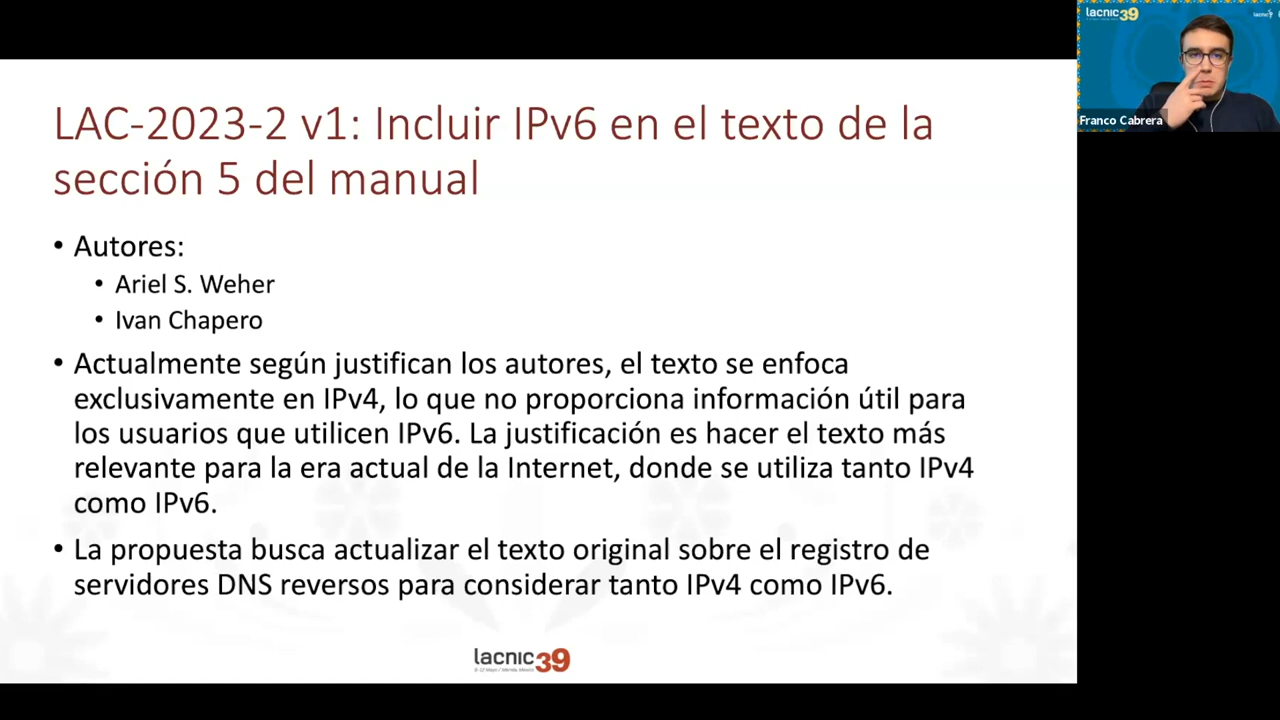 LAC-2023-2 v1: Incluir IPv6 en el texto de la
sección 5 del manual
• Autores:
• Ariel S. Weher
• Ivan Chapero
• Actualmente según justifican los autores, el texto se enfoca
exclusivamente en IPv4, lo que no proporciona información útil para
los usuarios que utilicen IPv6. La justificación es hacer el texto más
relevante para la era actual de la Internet, donde se utiliza tanto IPv4
como IPv6.
• La propuesta busca actualizar el texto original sobre el registro de
servidores DNS reversos para considerar tanto IPv4 como IPv6.
lacnic39
lacnic39
lacnic
Franco Cabrera